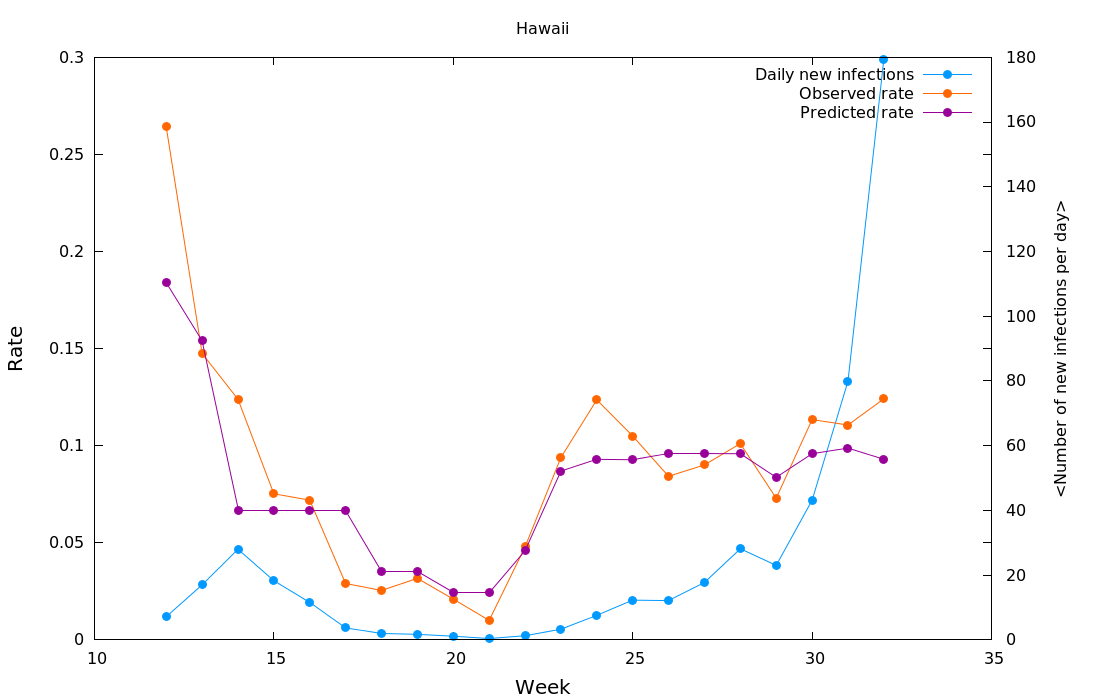 Hawaii
Daily new infections
Observed rate
Predicted rate
0.3
0.25
0.2
0.15
0.1
0.05
0
Rate
180
160
140
120
100
80
60
40
20
0
<Number of new infections per day>
10 15 20 25 30 35
Week